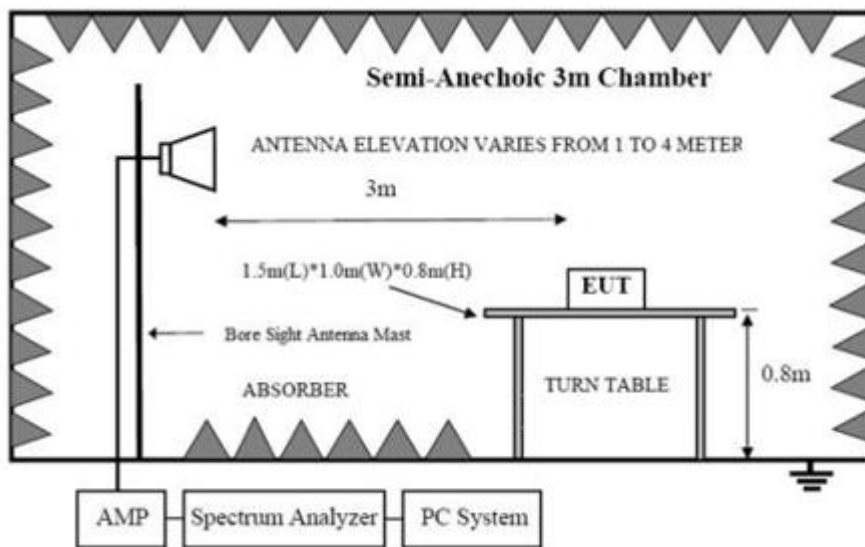 Semi-Anechoic 3m Chamber
ANTENNA ELEVATION VARIES FROM 1 TO 4 METER
3m
1.5m(L)*1.0m(W)*0.8m(H)
EUT
Bore Sight Antenna Mast
ABSORBER
TURN TABLE
0.8m
AMP
Spectrum Analyzer
PC System